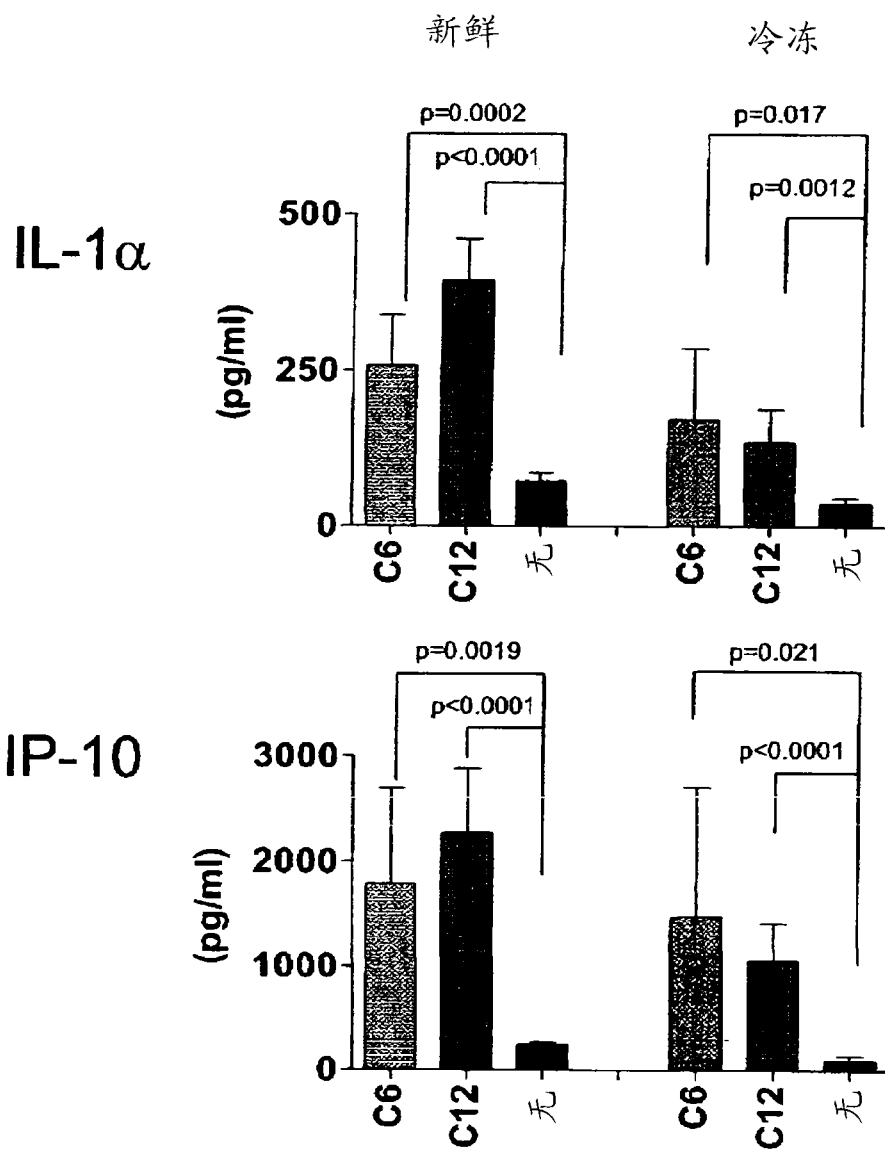 新鲜 冷冻
p=0.0002 p=0.017
p<0.0001 p=0.0012
IL-1α
(pg/ml)
500
250
0
C6 C12 无 C6 C12 无
p=0.0019 p=0.021
p<0.0001 p<0.0001
IP-10
(pg/ml)
3000
2000
1000
0
C6 C12 无 C6 C12 无